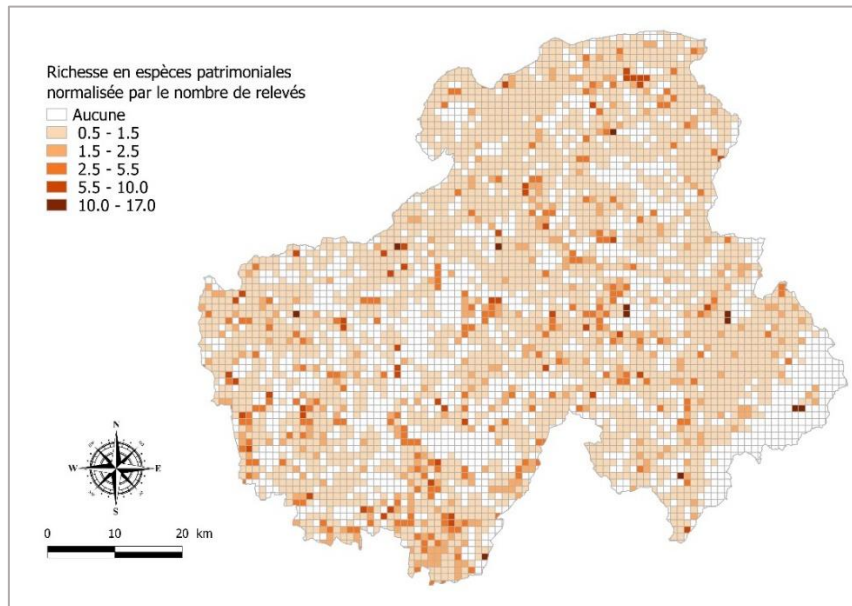 Richesse en espèces patrimoniales
normalisée par le nombre de relevés
Aucune
0.5 - 1.5
1.5 - 2.5
2.5 - 5.5
5.5 - 10.0
10.0 - 17.0
N
W E
S
0 10 20 km